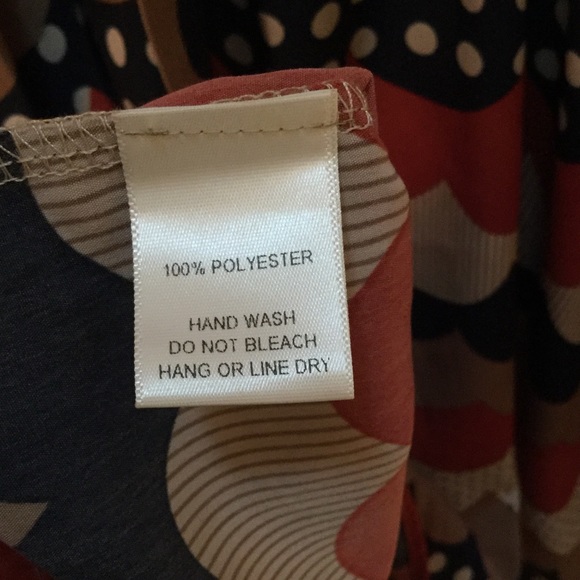 100% POLYESTER
HAND WASH
DO NOT BLEACH
HANG OR LINE DRY